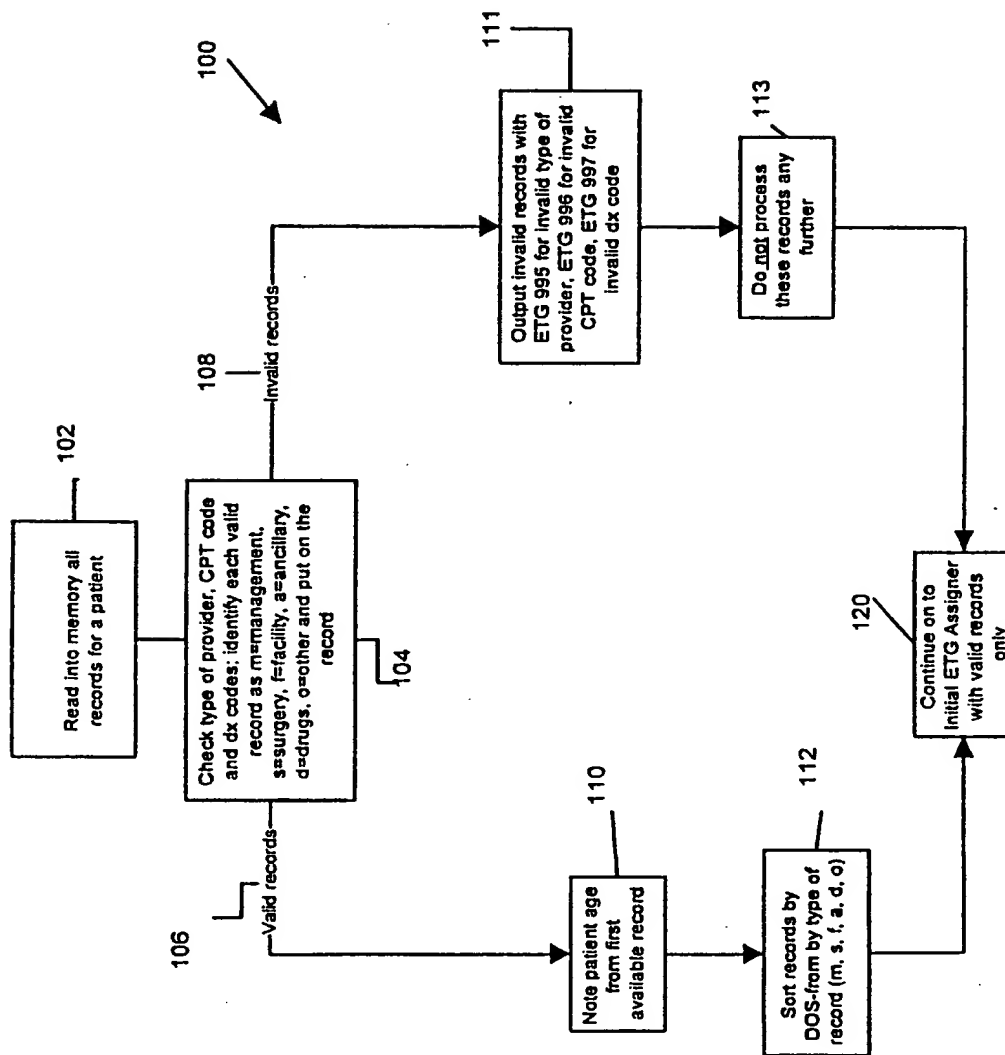 100
102
Read into memory all
records for a patient
Check type of provider, CPT code
and dx codes: identify each valid
record as m=management,
s=surgery, f=facility, a=ancillary,
d=drugs, o=other and put on the
record
104
106
Valid records
108
Invalid records
110
Note patient age
from first
available record
112
Sort records by
DOS-from by type of
record (m, s, f, a, d, o)
111
Output invalid records with
ETG 995 for invalid type of
provider, ETG 996 for invalid
CPT code, ETG 997 for
invalid dx code
113
Do not process
these records any
further
120
Continue on to
Initial ETG Assigner
with valid records
only